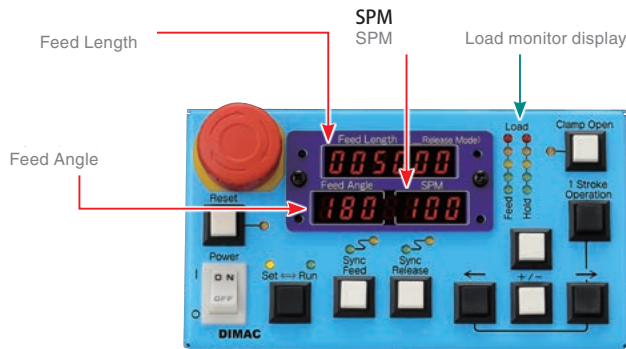 SPM
SPM
Feed Length
Load monitor display
Feed Angle
Load
Clamp Open
Feed Length
Release Mode)
005000
Feed Angle
SPM
180
100
Feed
Hold
1 Stroke
Operation
Reset
Power
I
O
ON
OFF
Set ⟺ Run
Sync
Feed
Sync
Release
←
+/−
→
DIMAC